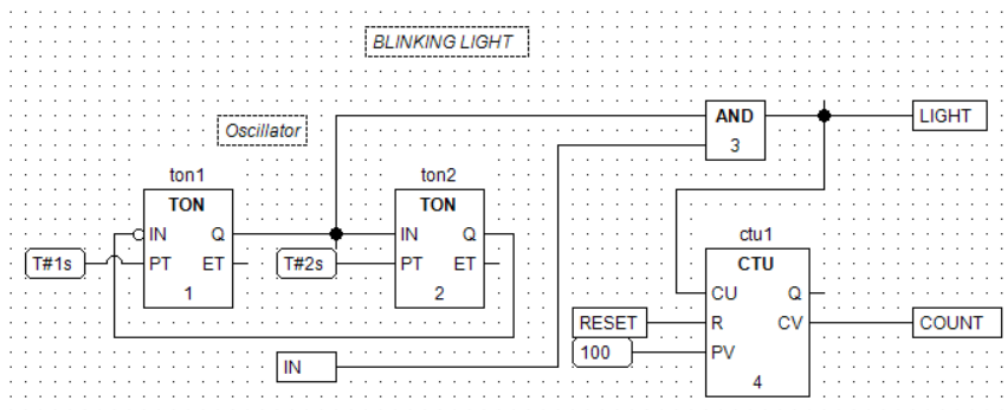 BLINKING LIGHT
AND
3
LIGHT
Oscillator
ton1
TON
IN Q
PT ET
1
T#1s
ton2
TON
IN Q
PT ET
2
T#2s
IN
ctu1
CTU
CU Q
R CV
PV
4
RESET
100
COUNT